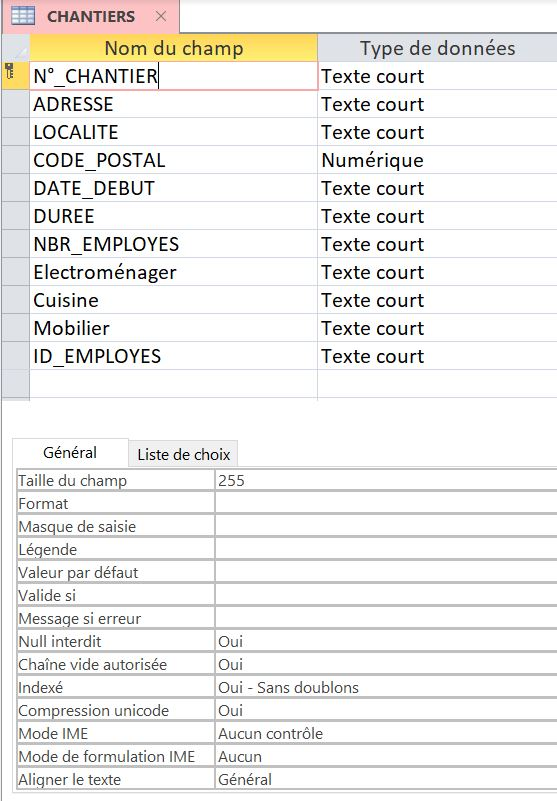 CHANTIERS
Nom du champ Type de données
N°_CHANTIER Texte court
ADRESSE Texte court
LOCALITE Texte court
CODE_POSTAL Numérique
DATE_DEBUT Texte court
DUREE Texte court
NBR_EMPLOYES Texte court
Electroménager Texte court
Cuisine Texte court
Mobilier Texte court
ID_EMPLOYES Texte court
Général Liste de choix
Taille du champ 255
Format
Masque de saisie
Légende
Valeur par défaut
Valide si
Message si erreur
Null interdit Oui
Chaîne vide autorisée Oui
Indexé Oui - Sans doublons
Compression unicode Oui
Mode IME Aucun contrôle
Mode de formulation IME Aucun
Aligner le texte Général